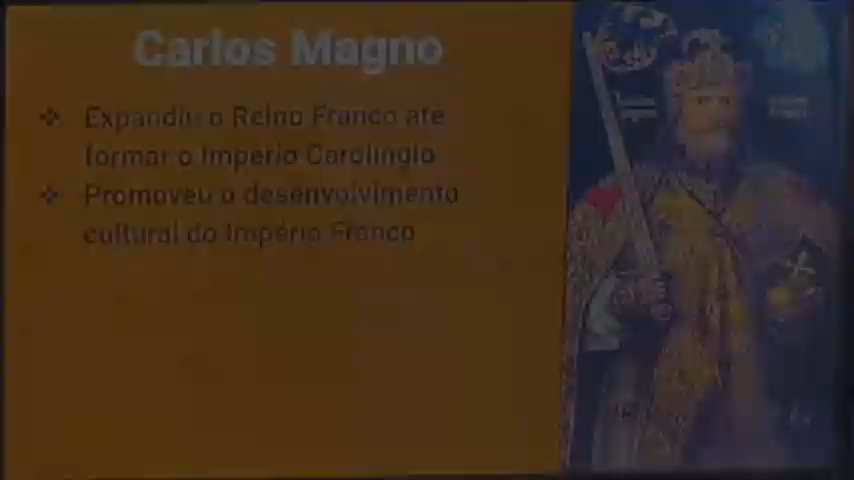 Carlos Magno
❖ Expandiu o Reino Franco até
formar o Império Carolíngio
❖ Promoveu o desenvolvimento
cultural do Império Franco